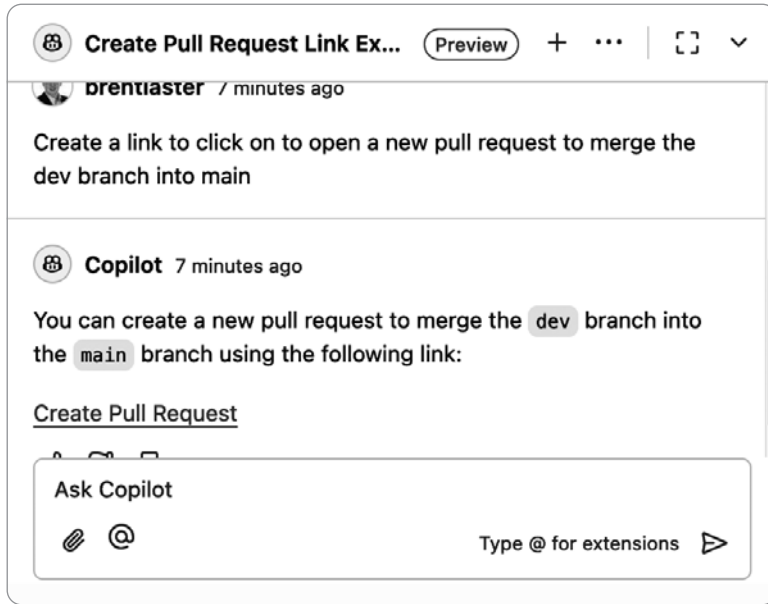 Create Pull Request Link Ex... Preview
brentlaster 7 minutes ago
Create a link to click on to open a new pull request to merge the
dev branch into main
Copilot 7 minutes ago
You can create a new pull request to merge the dev branch into
the main branch using the following link:
Create Pull Request
Ask Copilot
Type @ for extensions